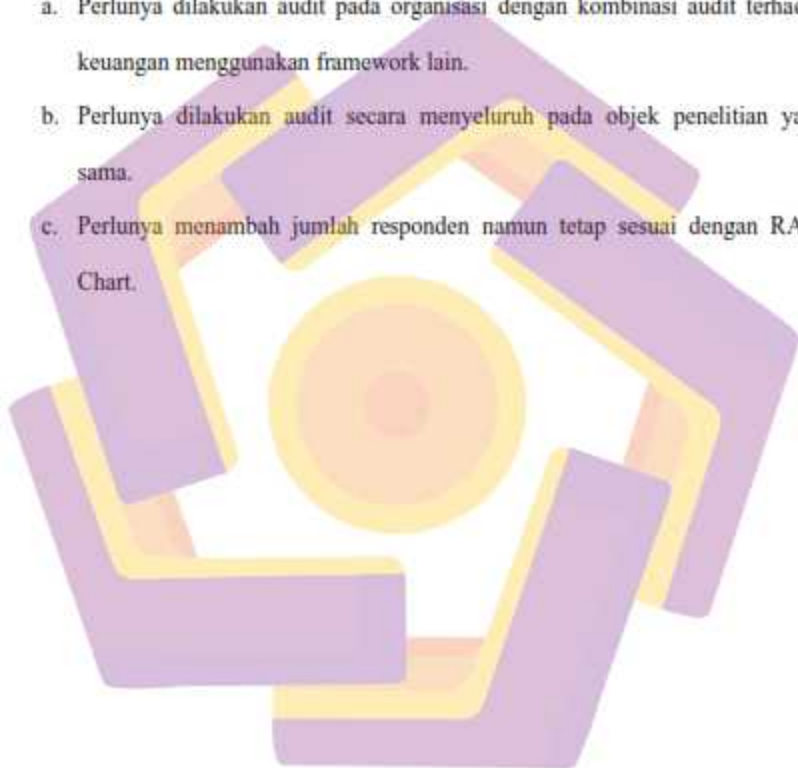 a. Perlunya dilakukan audit pada organisasi dengan kombinasi audit
keuangan menggunakan framework lain.
b. Perlunya dilakukan audit secara menyeluruh pada objek penelitian
sama.
c. Perlunya menambah jumlah responden namun tetap sesuai dengan
Chart.